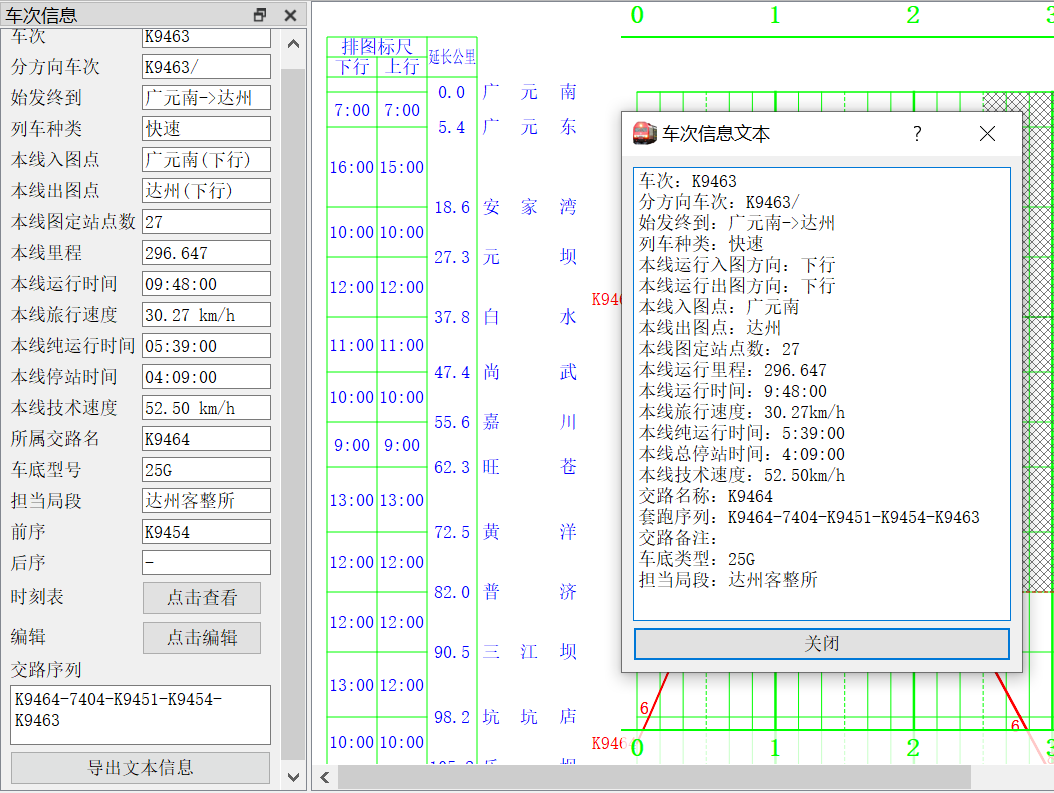 车次信息
车次 K9463
分方向车次 K9463/
始发终到 广元南->达州
列车种类 快速
本线入图点 广元南(下行)
本线出图点 达州(下行)
本线图定站点数 27
本线里程 296.647
本线运行时间 09:48:00
本线旅行速度 30.27 km/h
本线纯运行时间 05:39:00
本线停站时间 04:09:00
本线技术速度 52.50 km/h
所属交路名 K9464
车底型号 25G
担当局段 达州客整所
前序 K9454
后序 -
时刻表 点击查看
编辑 点击编辑
交路序列
K9464-7404-K9451-K9454-
K9463
导出文本信息
0 1 2 3
排图标尺 延长公里
下行 上行
0.0 广元南
7:00 7:00
5.4 广元东
16:00 15:00
18.6 安家湾
10:00 10:00
27.3 元坝
12:00 12:00
37.8 白水
11:00 11:00
47.4 尚武
10:00 10:00
55.6 嘉川
9:00 9:00
62.3 旺苍
13:00 13:00
72.5 黄洋
12:00 12:00
82.0 普济
12:00 12:00
90.5 三江坝
13:00 12:00
98.2 坑坑店
10:00 10:00
K946
K946
6 6
0 1 2 3
车次信息文本 ?
车次: K9463
分方向车次: K9463/
始发终到: 广元南->达州
列车种类: 快速
本线运行入图方向: 下行
本线运行出图方向: 下行
本线入图点: 广元南
本线出图点: 达州
本线图定站点数: 27
本线运行里程: 296.647
本线运行时间: 9:48:00
本线旅行速度: 30.27km/h
本线纯运行时间: 5:39:00
本线总停站时间: 4:09:00
本线技术速度: 52.50km/h
交路名称: K9464
套跑序列: K9464-7404-K9451-K9454-K9463
交路备注:
车底类型: 25G
担当局段: 达州客整所
关闭